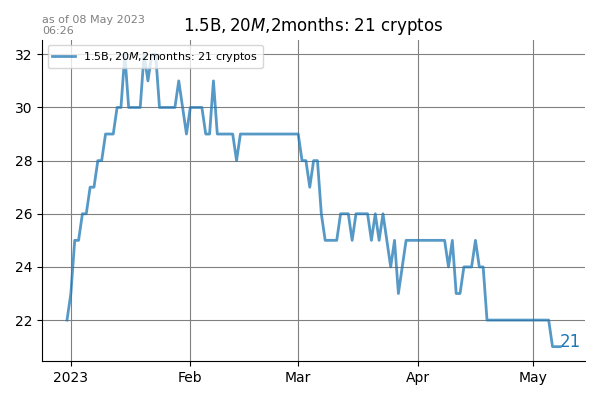 as of 08 May 2023
06:26
1.5B, 20M,2months: 21 cryptos
1.5B, 20M,2months: 21 cryptos
32
30
28
26
24
22
21
2023 Feb Mar Apr May